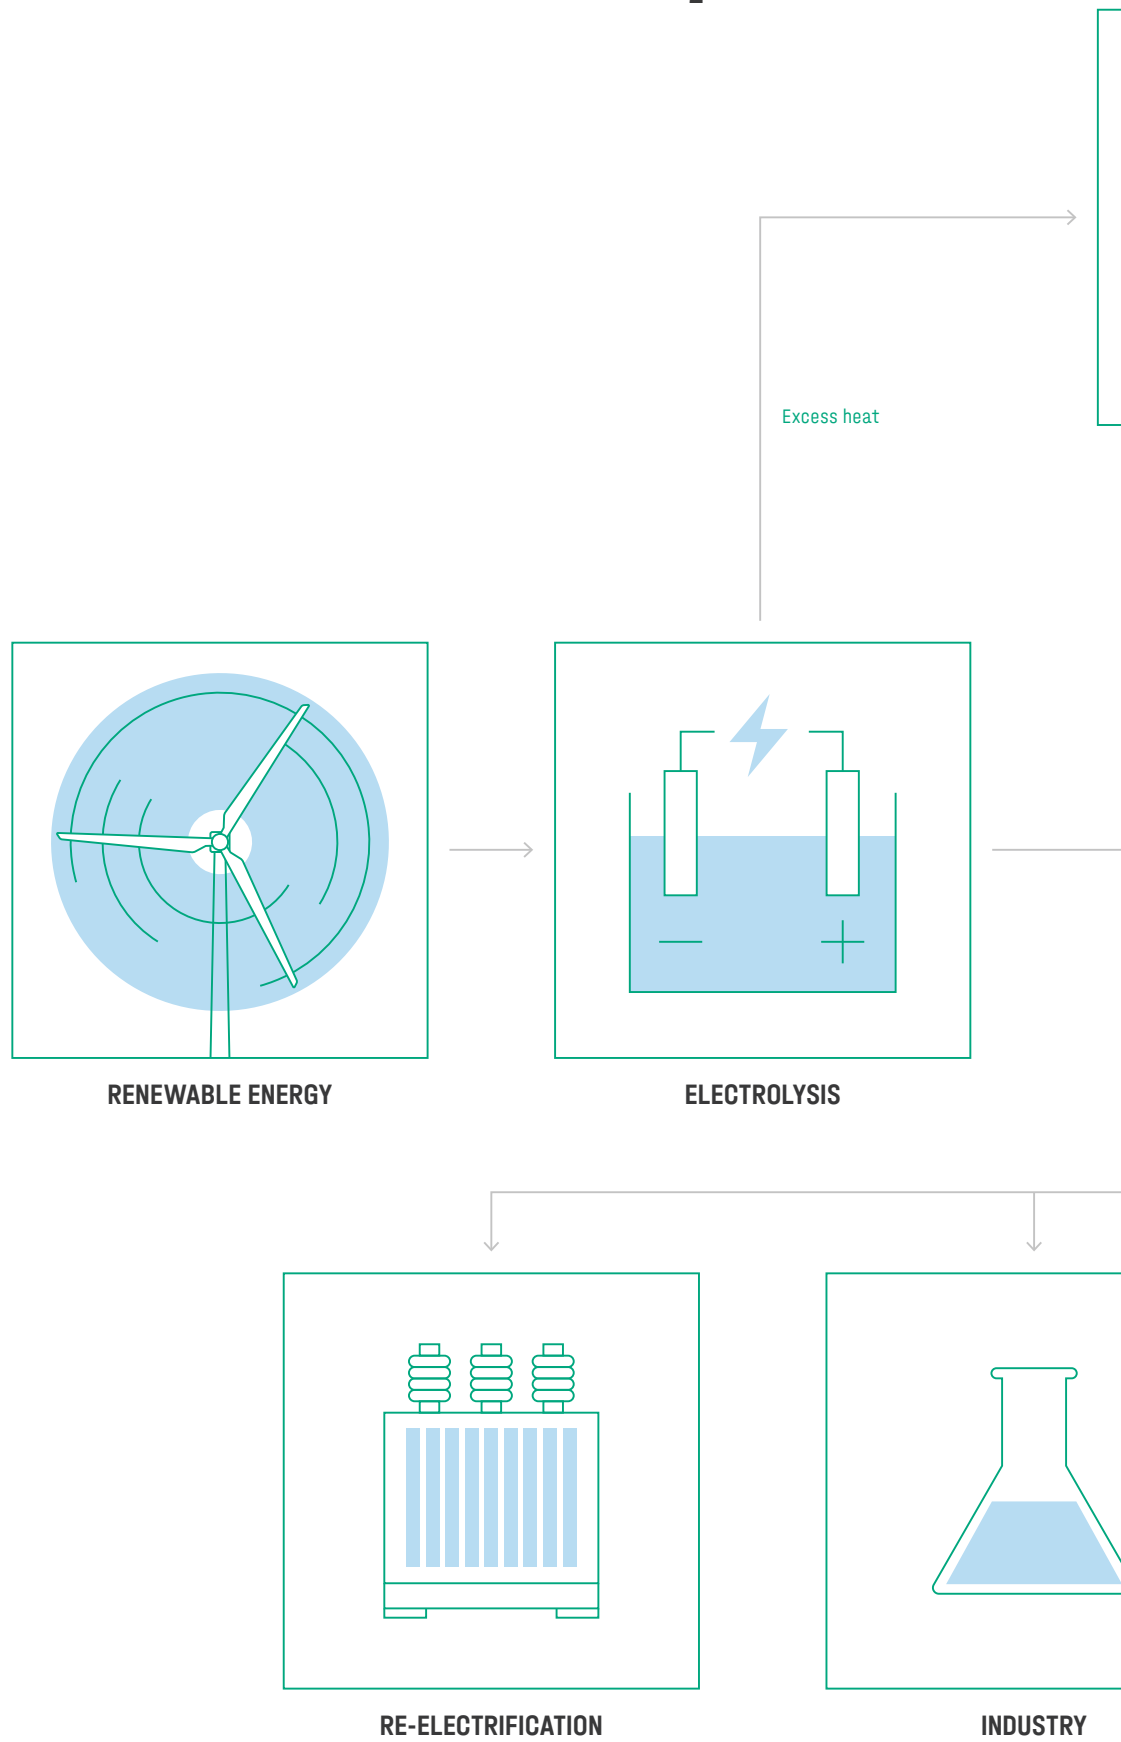 Excess heat
RENEWABLE ENERGY
ELECTROLYSIS
RE-ELECTRIFICATION
INDUSTRY